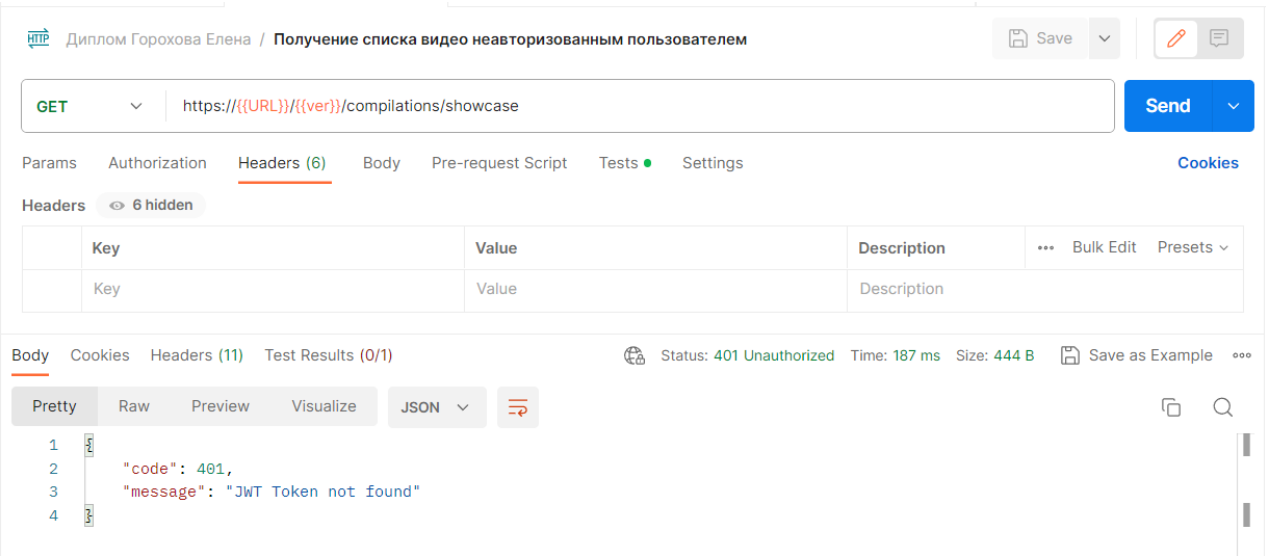 HTTP Диплом Горохова Елена / Получение списка видео неавторизованным пользователем Save
GET https://{{URL}}/{{ver}}/compilations/showcase Send
Params Authorization Headers (6) Body Pre-request Script Tests Settings Cookies
Headers 6 hidden
Key Value Description Bulk Edit Presets
Key Value Description
Body Cookies Headers (11) Test Results (0/1) Status: 401 Unauthorized Time: 187 ms Size: 444 B Save as Example
Pretty Raw Preview Visualize JSON
1 {
2 "code": 401,
3 "message": "JWT Token not found"
4 }